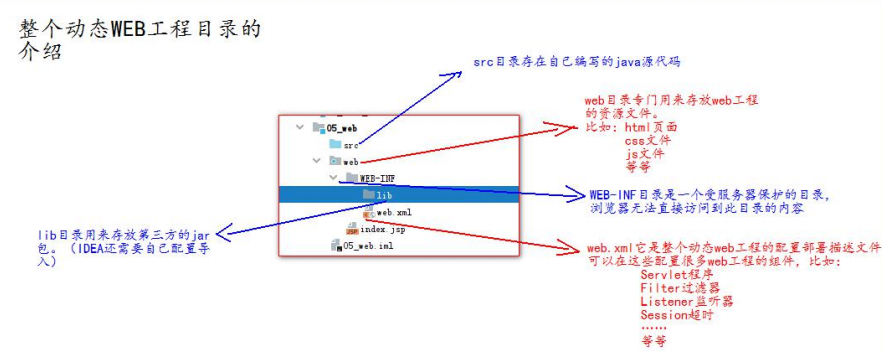 整个动态WEB工程目录的
介绍
src目录存在自己编写的java源代码
web目录专门用来存放web工程
的资源文件。
比如：html页面
css文件
js文件
等等
05_web
src
web
WEB-INF
lib
web.xml
index.jsp
05_web.iml
WEB-INF目录是一个受服务器保护的目录，
浏览器无法直接访问到此目录的内容
lib目录用来存放第三方的jar
包。（IDEA还需要自己配置导
入）
web.xml它是整个动态web工程的配置部署描述文件
可以在这些配置很多web工程的组件，比如：
Servlet程序
Filter过滤器
Listener监听器
Session超时
……
等等